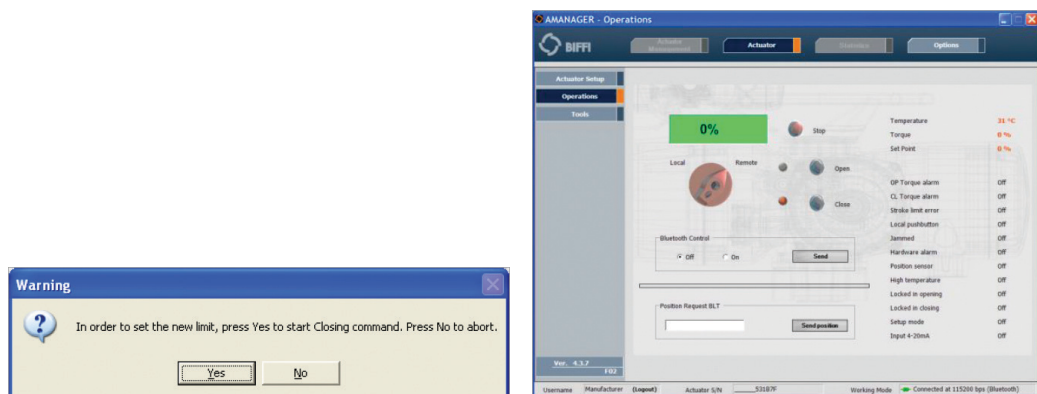 Warning
In order to set the new limit, press Yes to start Closing command. Press No to abort.
Yes
No
AMANAGER - Operations
BIFFI
Actuator Management
Actuator
Options
Actuator Setup
Operations
Tools
0%
Stop
Local
Remote
Open
Close
Bluetooth Control
Off
On
Send
Position Request BLT
Send position
Temperature 31 °C
Torque 0 %
Set Point 0 %
OP Torque alarm Off
CL Torque alarm Off
Stroke limit error Off
Local pushbutton Off
Jammed Off
Hardware alarm Off
Position sensor Off
High temperature Off
Locked in opening Off
Locked in closing Off
Setup mode Off
Input 4-20mA Off
Ver. 4.3.7
F02
Username Manufacturer (Logout) Actuator S/N _____53187F Working Mode Connected at 115200 bps (Bluetooth)